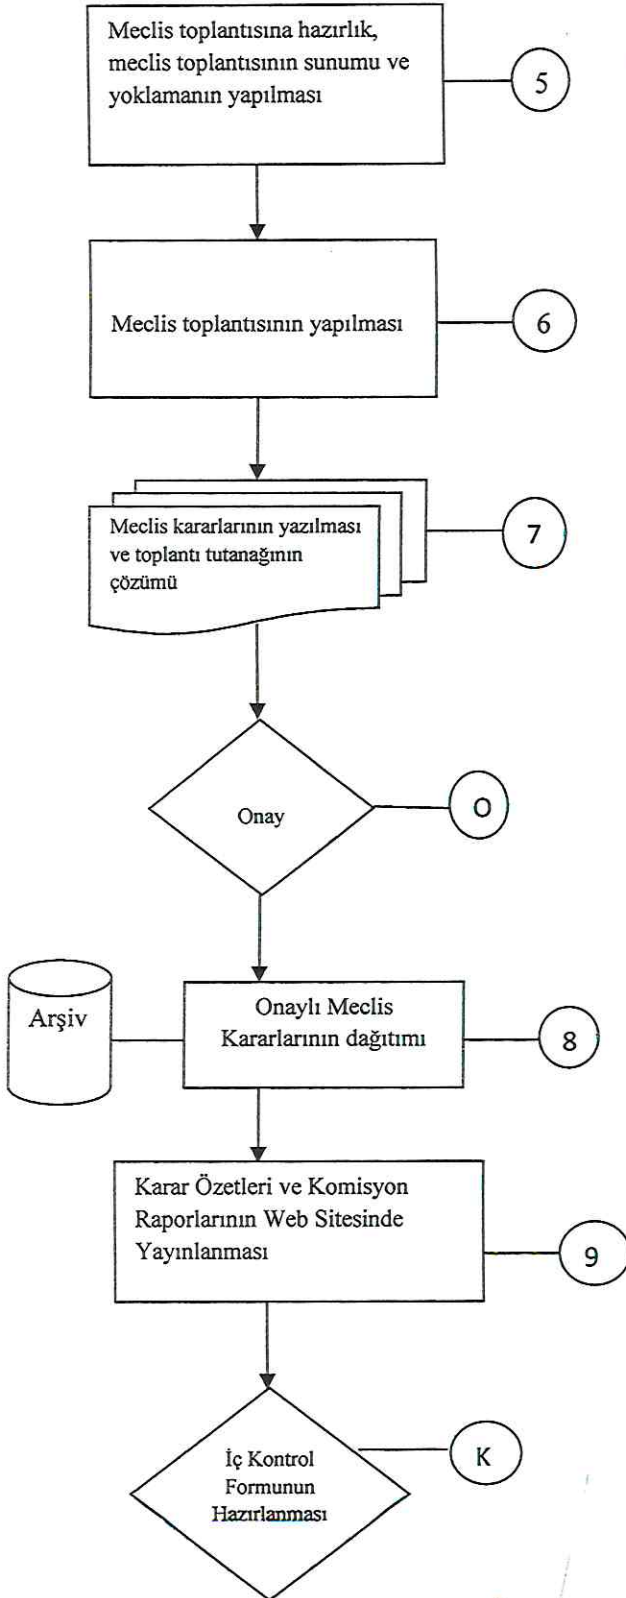 Meclis toplantısına hazırlık,
meclis toplantısının sunumu ve
yoklamanın yapılması
5
Meclis toplantısının yapılması
6
Meclis kararlarının yazılması
ve toplantı tutanağının
çözümü
7
Onay
O
Arşiv
Onaylı Meclis
Kararlarının dağıtımı
8
Karar Özetleri ve Komisyon
Raporlarının Web Sitesinde
Yayınlanması
9
İç Kontrol
Formunun
Hazırlanması
K